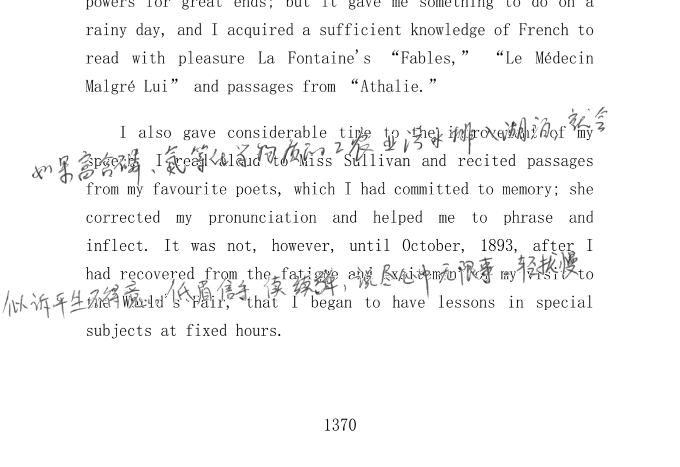 powers for great ends; but it gave me something to do on a
rainy day, and I acquired a sufficient knowledge of French to
read with pleasure La Fontaine's “Fables,” “Le Médecin
Malgré Lui” and passages from “Athalie.”
I also gave considerable time to the improvement of my
如果富含磷、氮等化学物质的工农业污水排入湖泊，就会
speech. I read aloud to Miss Sullivan and recited passages
from my favourite poets, which I had committed to memory; she
corrected my pronunciation and helped me to phrase and
inflect. It was not, however, until October, 1893, after I
had recovered from the fatigue and excitement of my visit to
似诉平生不得意。低眉信手续续弹，说尽心中无限事。轻拢慢
the World's Fair, that I began to have lessons in special
subjects at fixed hours.
1370